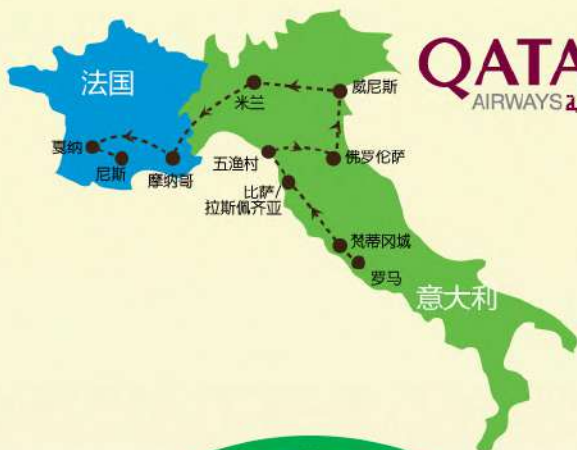 法国
QATA
AIRWAYS
米兰
威尼斯
戛纳
尼斯
摩纳哥
五渔村
佛罗伦萨
比萨/
拉斯佩齐亚
梵蒂冈城
罗马
意大利